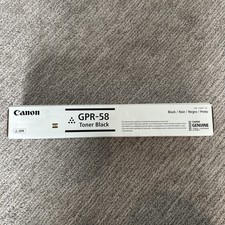 Canon
GPR-58
Toner Black
Black / Noir / Negro / Preto
GENUINE